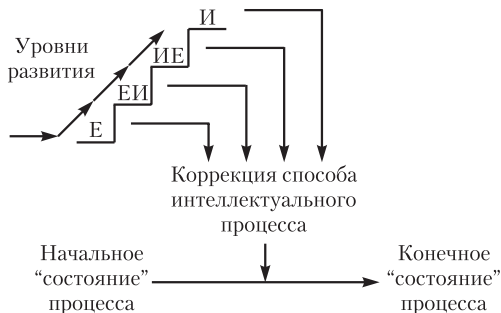 И
Уровни
развития
ИЕ
ЕИ
Е
Коррекция способа
интеллектуального
процесса
Начальное
“состояние”
процесса
Конечное
“состояние”
процесса